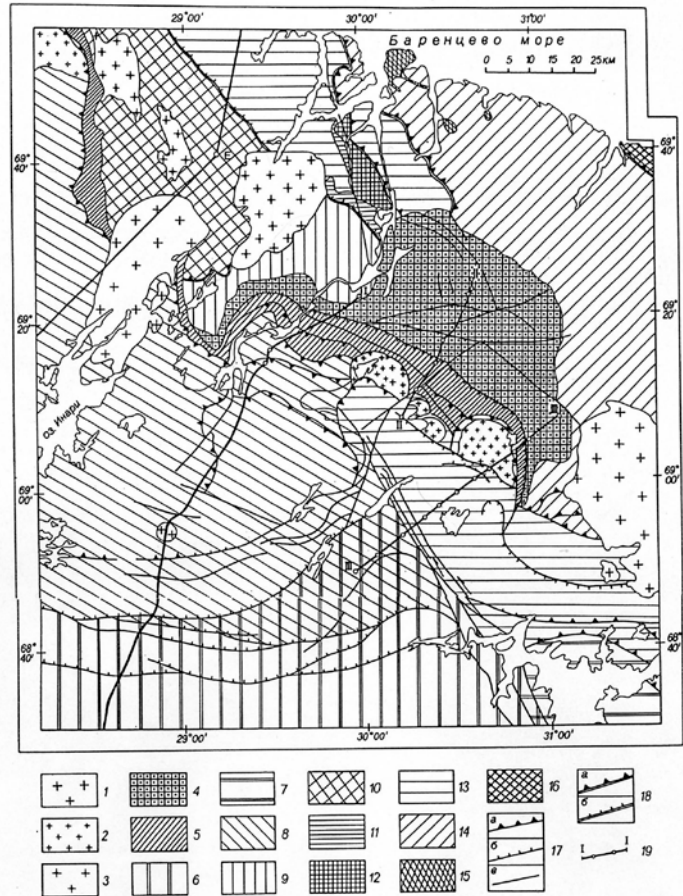 29°00' 30°00' 31°00'
Баренцево море
0 5 10 15 20 25 км
69° 40'
69° 40'
E
69° 20'
69° 20'
оз. Инари
II
69° 00'
69° 00'
68° 40'
68° 40'
29°00' 30°00' 31°00'
1 4 7 10 13 16 а б 18
2 5 8 11 14 а б в 17 I I 19
3 6 9 12 15